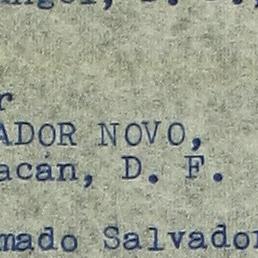 r
ADOR NOVO,
acán, D. F.
mado Salvador